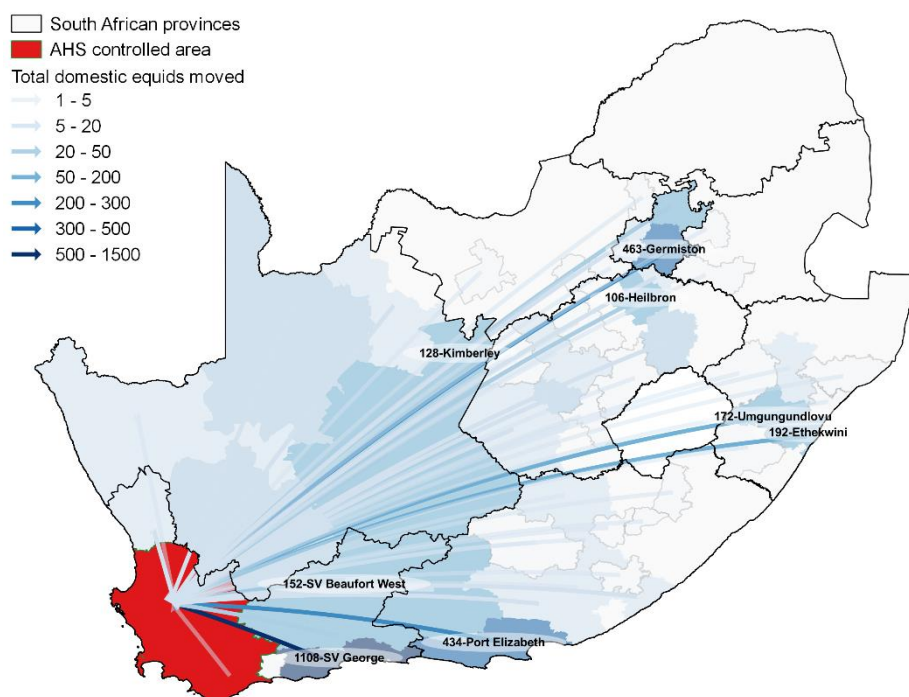 South African provinces
AHS controlled area
Total domestic equids moved
1 - 5
5 - 20
20 - 50
50 - 200
200 - 300
300 - 500
500 - 1500
463-Germiston
106-Heilbron
128-Kimberley
172-Umgungundlovu
192-Ethekwini
152-SV Beaufort West
434-Port Elizabeth
1108-SV George